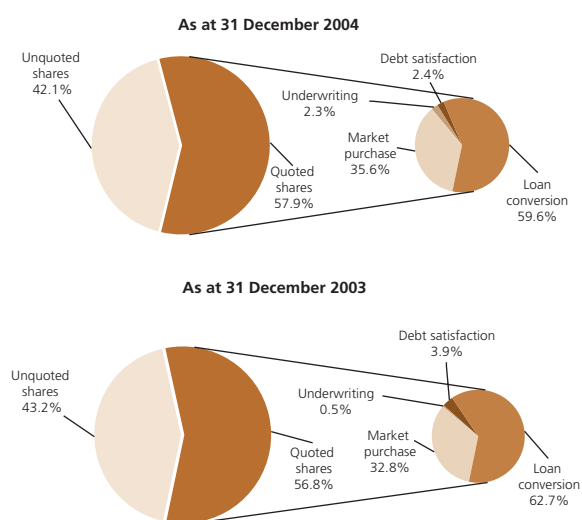 As at 31 December 2004
Unquoted
shares
42.1%
Quoted
shares
57.9%
Debt satisfaction
2.4%
Underwriting
2.3%
Market
purchase
35.6%
Loan
conversion
59.6%
As at 31 December 2003
Unquoted
shares
43.2%
Quoted
shares
56.8%
Debt satisfaction
3.9%
Underwriting
0.5%
Market
purchase
32.8%
Loan
conversion
62.7%